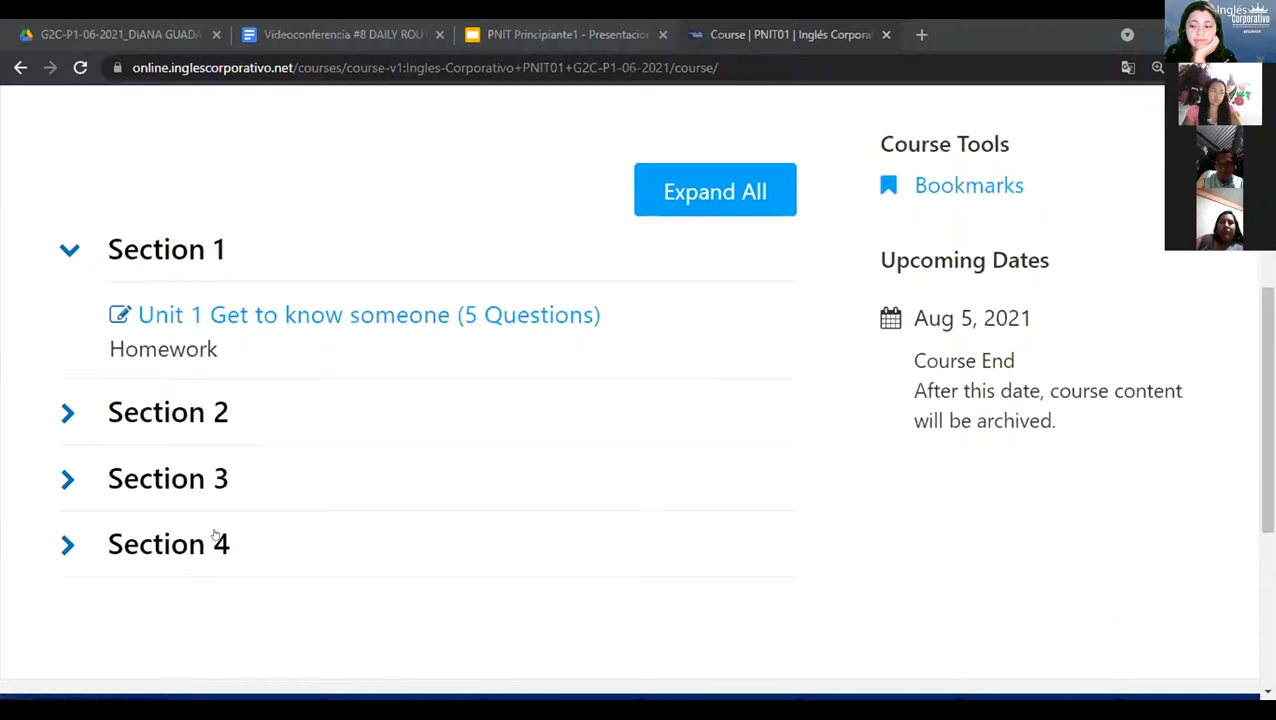 G2C-P1-06-2021_DIANA GUADA
Videoconferencia #8 DAILY ROU
PNIT Principiante1 - Presentacion
Course | PNIT01 | Inglés Corpora
Inglés
Corporativo
online.inglescorporativo.net/courses/course-v1:Ingles-Corporativo+PNIT01+G2C-P1-06-2021/course/
Expand All
Section 1
Unit 1 Get to know someone (5 Questions)
Homework
Section 2
Section 3
Section 4
Course Tools
Bookmarks
Upcoming Dates
Aug 5, 2021
Course End
After this date, course content
will be archived.